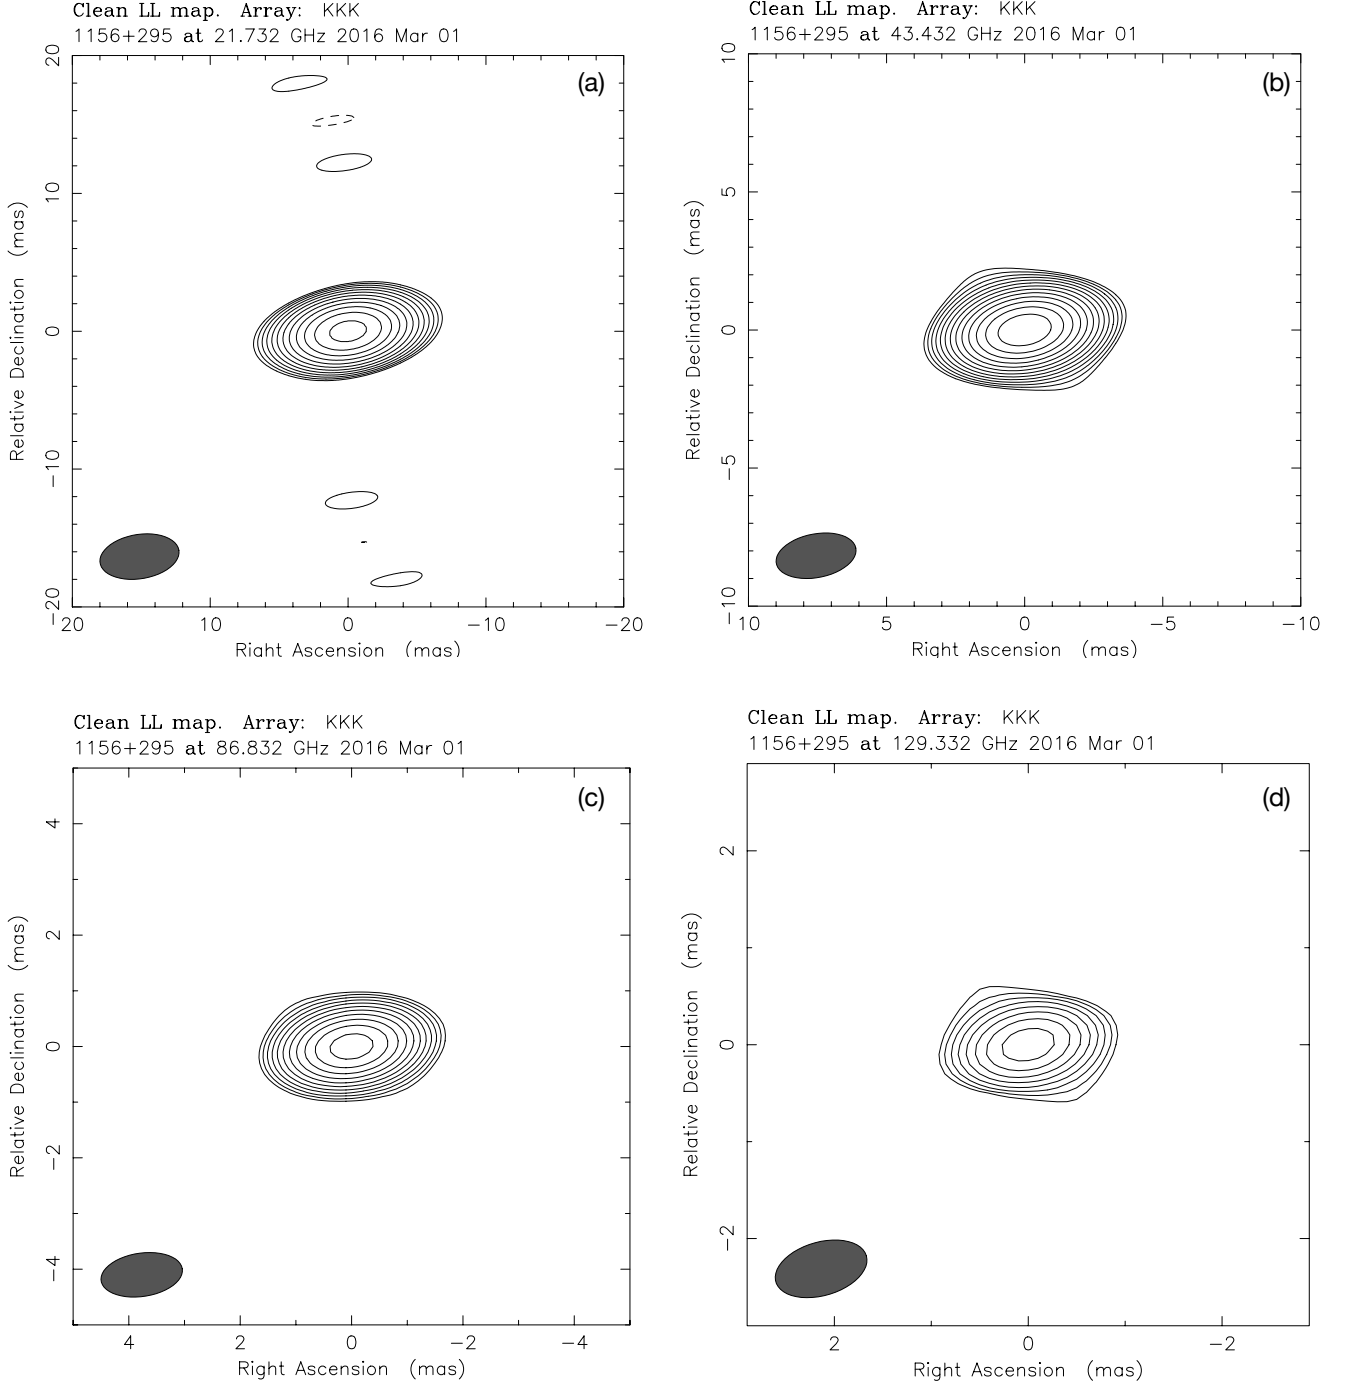 Clean LL map. Array: KKK
1156+295 at 21.732 GHz 2016 Mar 01
(a)
20
10
0
−10
−20
Relative Declination (mas)
20 10 0 −10 −20
Right Ascension (mas)
Clean LL map. Array: KKK
1156+295 at 43.432 GHz 2016 Mar 01
(b)
10
5
0
−5
−10
Relative Declination (mas)
10 5 0 −5 −10
Right Ascension (mas)
Clean LL map. Array: KKK
1156+295 at 86.832 GHz 2016 Mar 01
(c)
4
2
0
−2
−4
Relative Declination (mas)
4 2 0 −2 −4
Right Ascension (mas)
Clean LL map. Array: KKK
1156+295 at 129.332 GHz 2016 Mar 01
(d)
2
0
−2
Relative Declination (mas)
2 0 −2
Right Ascension (mas)